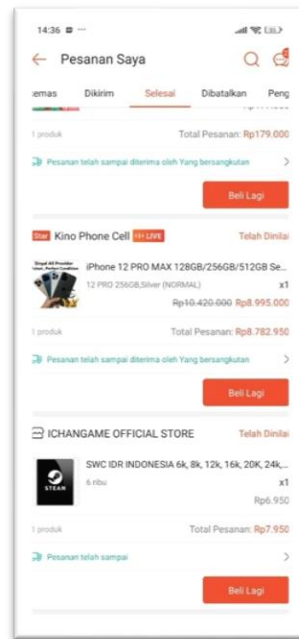 14:36
Pesanan Saya
emas Dikirim Selesai Dibatalkan Peng
1 produk Total Pesanan: Rp179.000
Pesanan telah sampai diterima oleh Yang bersangkutan
Beli Lagi
Star Kino Phone Cell LIVE Telah Dinilai
iPhone 12 PRO MAX 128GB/256GB/512GB Se...
12 PRO 256GB,Silver (NORMAL) x1
Rp10.420.000 Rp8.995.000
1 produk Total Pesanan: Rp8.782.950
Pesanan telah sampai diterima oleh Yang bersangkutan
Beli Lagi
ICHANGAME OFFICIAL STORE Telah Dinilai
SWC IDR INDONESIA 6k, 8k, 12k, 16k, 20K, 24k,...
STEAM
6 ribu x1
Rp6.950
1 produk Total Pesanan: Rp7.950
Pesanan telah sampai
Beli Lagi